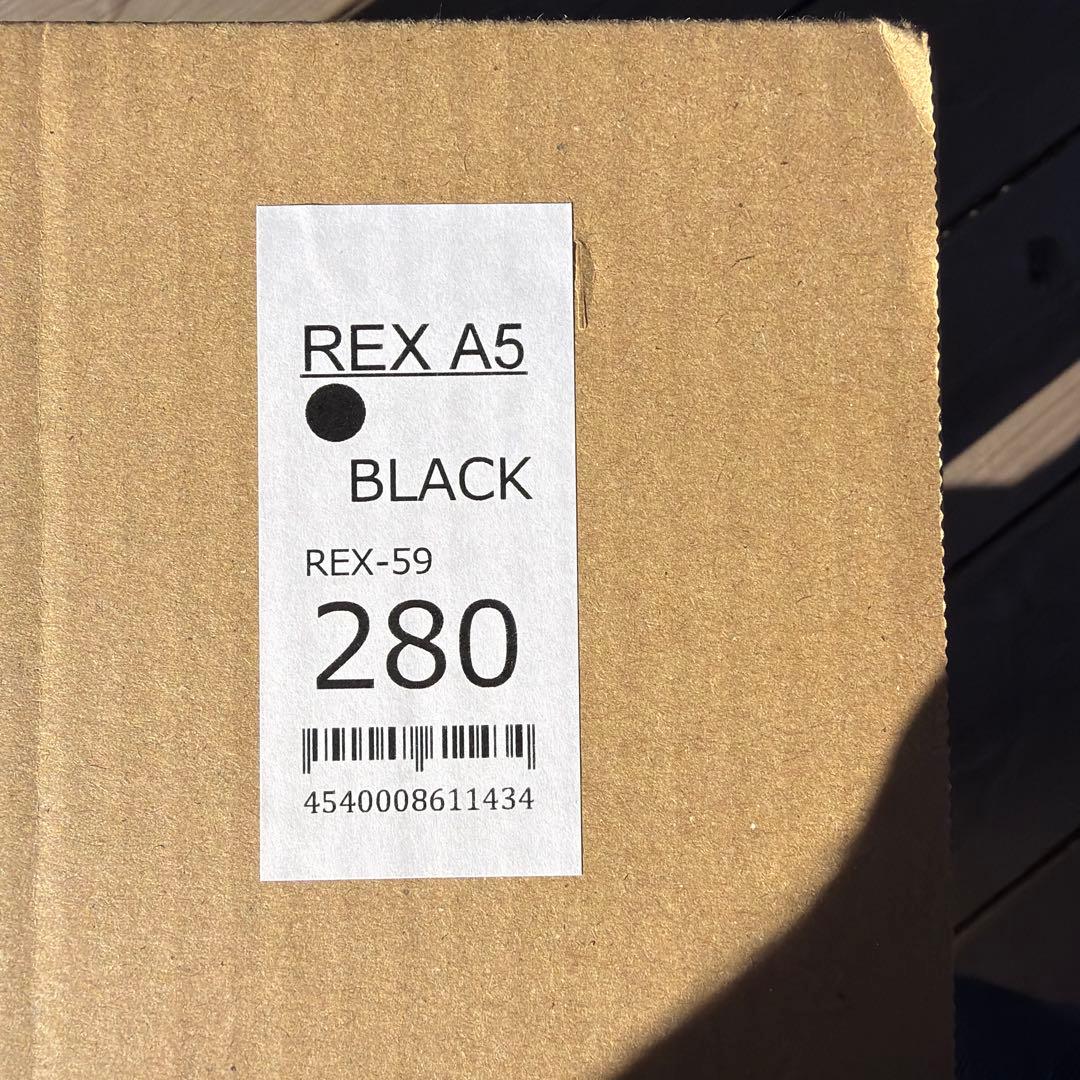 REX A5
BLACK
REX-59
280
4540008611434